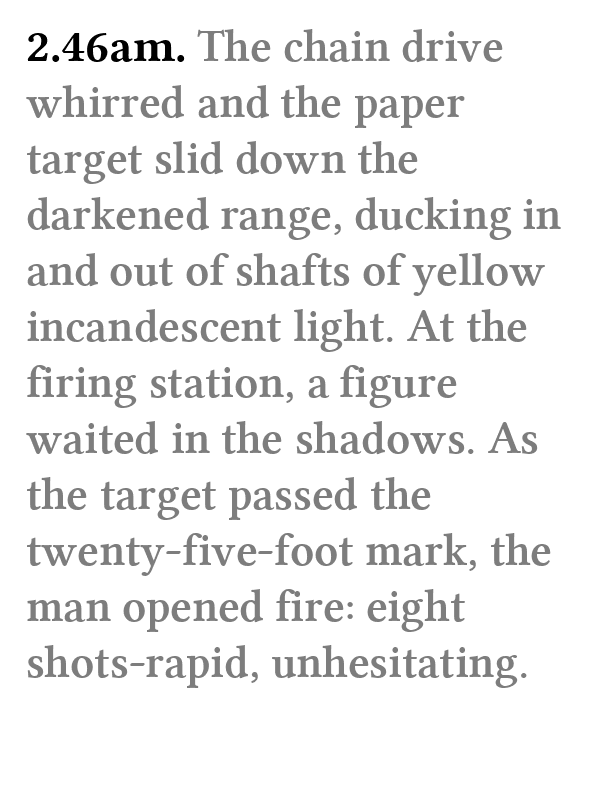 2.46am. The chain drive
whirred and the paper
target slid down the
darkened range, ducking in
and out of shafts of yellow
incandescent light. At the
firing station, a figure
waited in the shadows. As
the target passed the
twenty-five-foot mark, the
man opened fire: eight
shots-rapid, unhesitating.